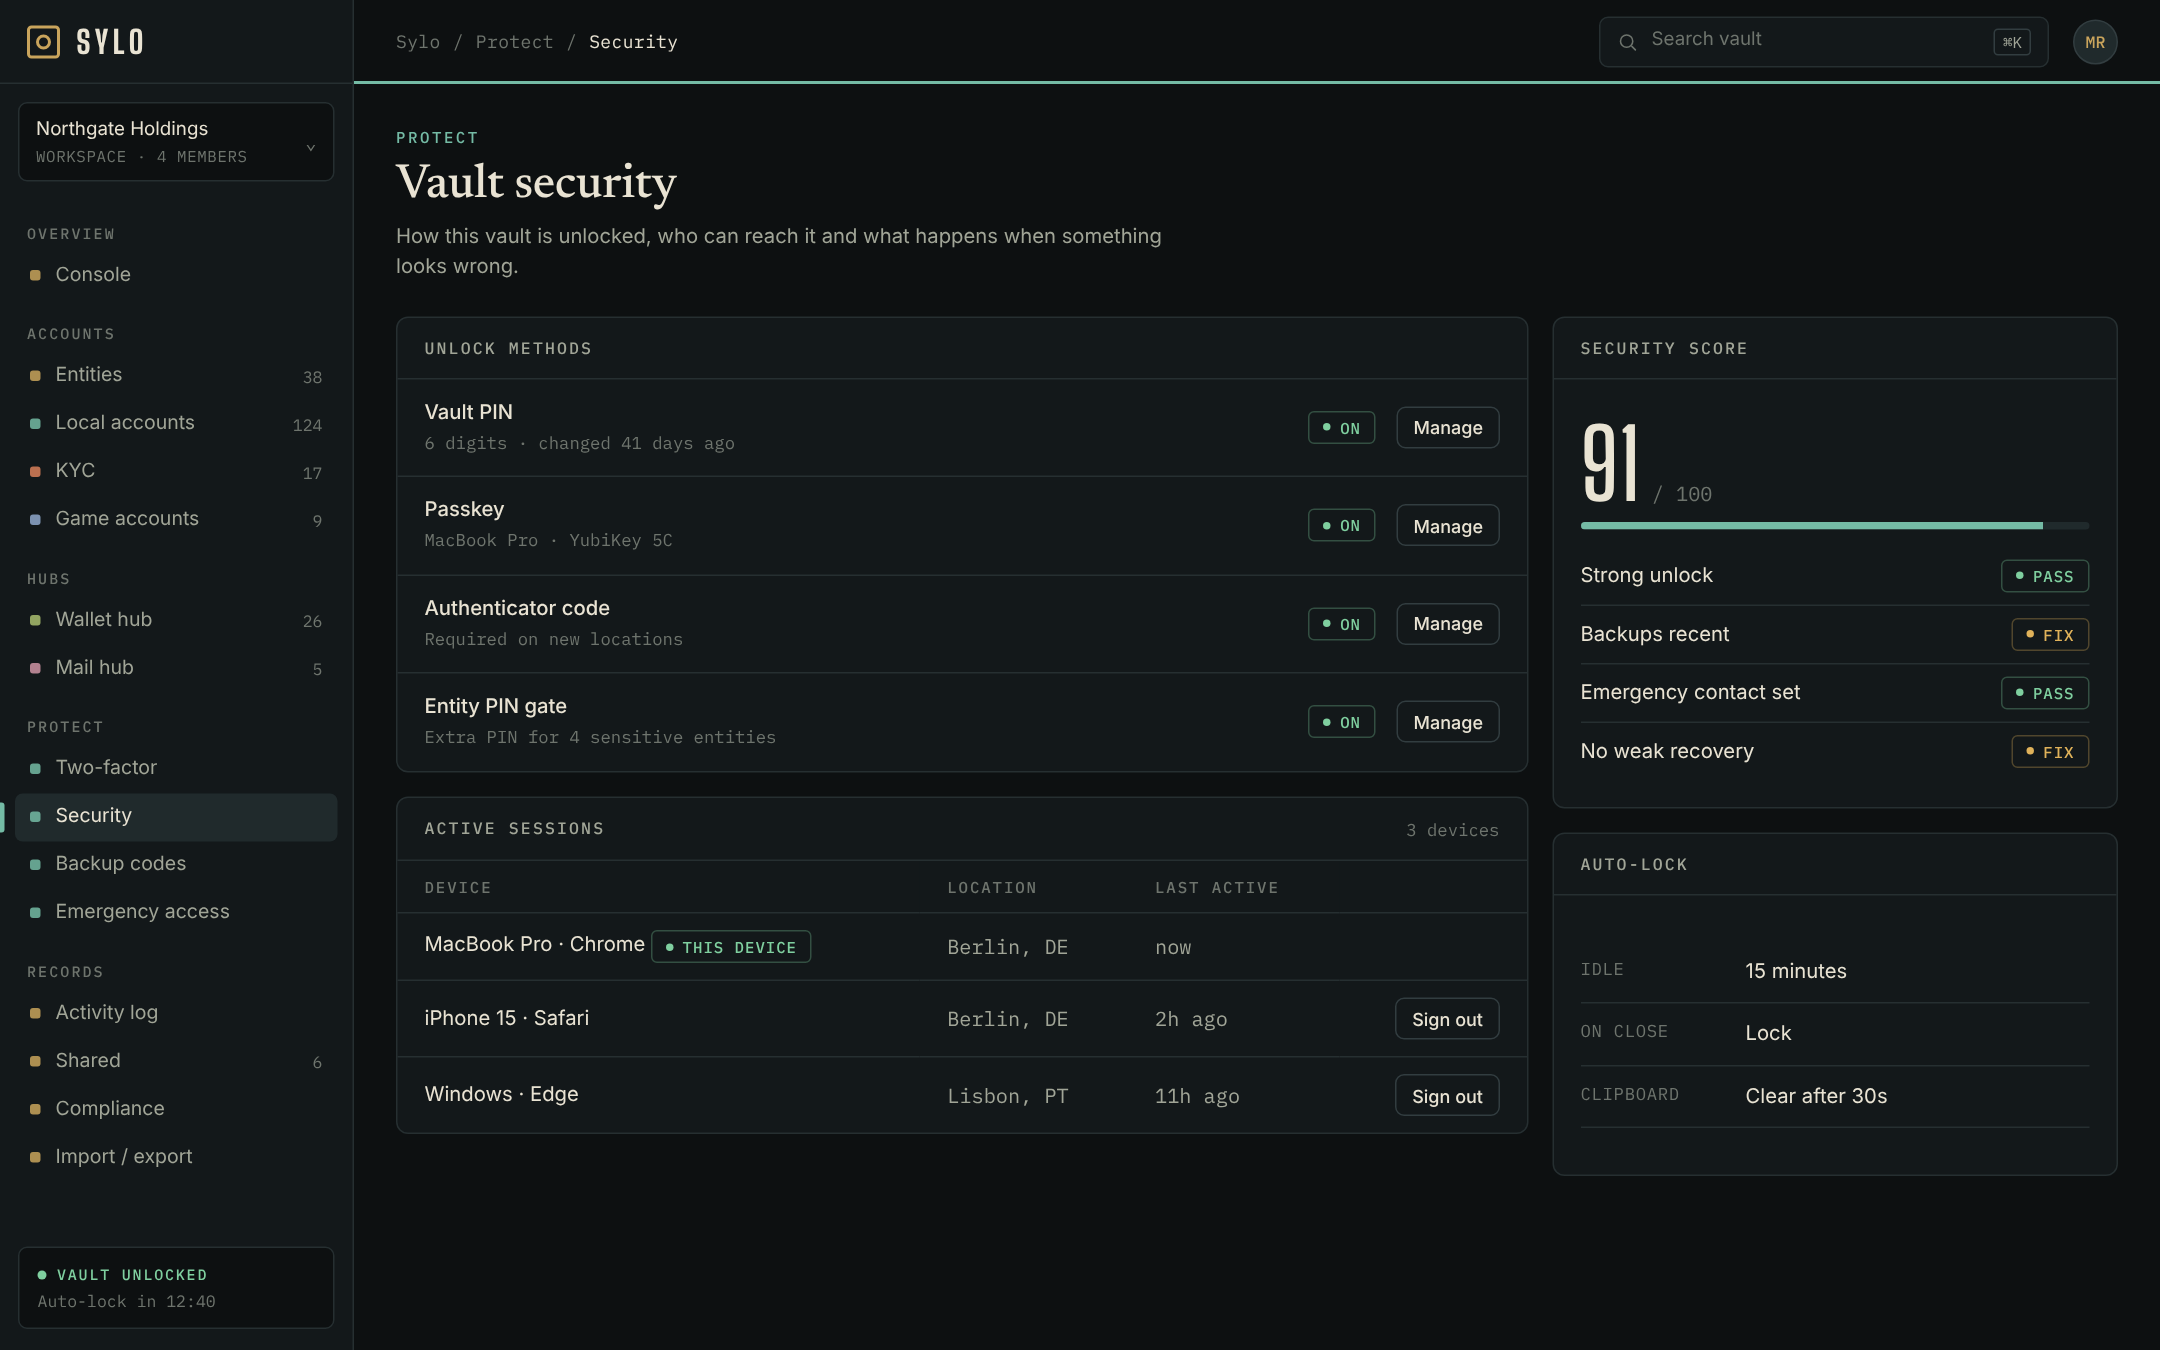 SYLO
Sylo / Protect / Security
Search vault
⌘K
MR
Northgate Holdings
WORKSPACE · 4 MEMBERS
OVERVIEW
Console
ACCOUNTS
Entities 38
Local accounts 124
KYC 17
Game accounts 9
HUBS
Wallet hub 26
Mail hub 5
PROTECT
Two-factor
Security
Backup codes
Emergency access
RECORDS
Activity log
Shared 6
Compliance
Import / export
VAULT UNLOCKED
Auto-lock in 12:40
PROTECT
Vault security
How this vault is unlocked, who can reach it and what happens when something
looks wrong.
UNLOCK METHODS
Vault PIN
6 digits · changed 41 days ago
ON Manage
Passkey
MacBook Pro · YubiKey 5C
ON Manage
Authenticator code
Required on new locations
ON Manage
Entity PIN gate
Extra PIN for 4 sensitive entities
ON Manage
ACTIVE SESSIONS 3 devices
DEVICE LOCATION LAST ACTIVE
MacBook Pro · Chrome THIS DEVICE Berlin, DE now
iPhone 15 · Safari Berlin, DE 2h ago Sign out
Windows · Edge Lisbon, PT 11h ago Sign out
SECURITY SCORE
91 / 100
Strong unlock PASS
Backups recent FIX
Emergency contact set PASS
No weak recovery FIX
AUTO-LOCK
IDLE 15 minutes
ON CLOSE Lock
CLIPBOARD Clear after 30s